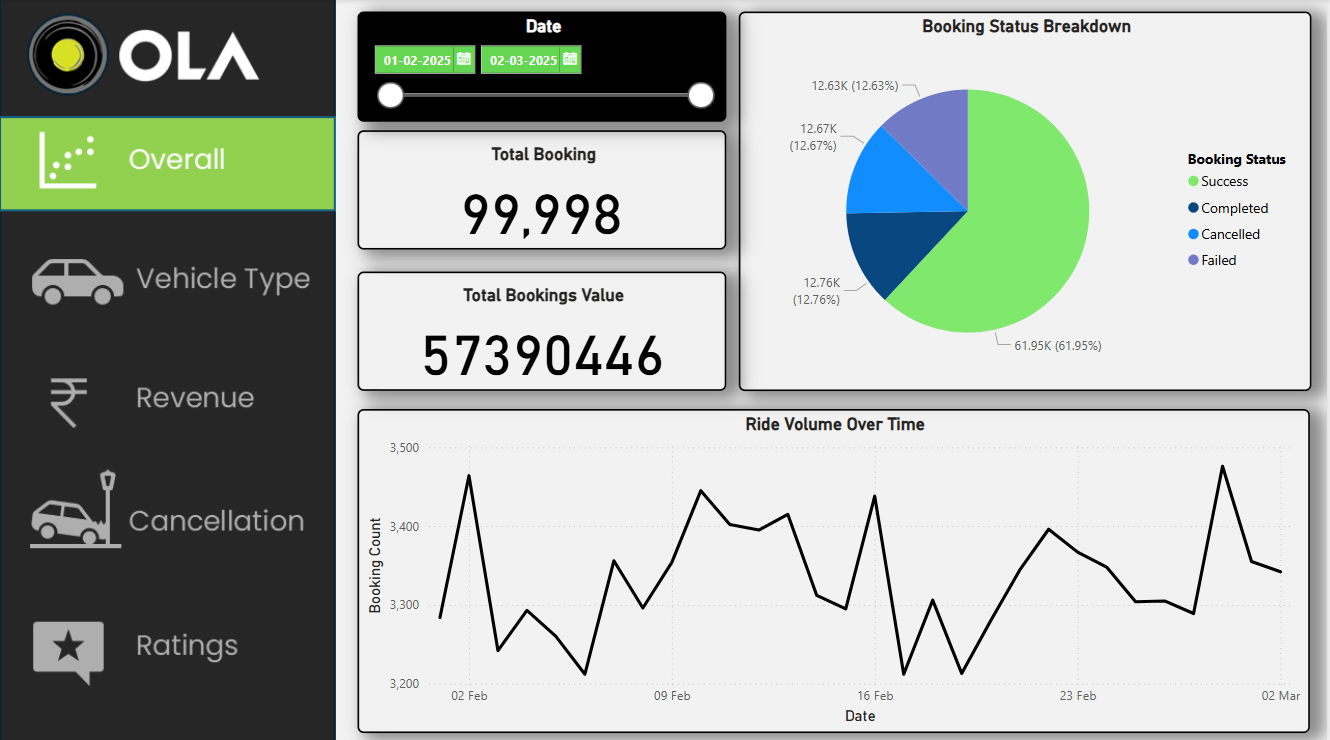 OLA
Overall
Vehicle Type
Revenue
Cancellation
Ratings
Date
01-02-2025 02-03-2025
Total Booking
99,998
Total Bookings Value
57390446
Booking Status Breakdown
12.63K (12.63%)
12.67K
(12.67%)
12.76K
(12.76%)
61.95K (61.95%)
Booking Status
Success
Completed
Cancelled
Failed
Ride Volume Over Time
Booking Count
3,500
3,400
3,300
3,200
02 Feb 09 Feb 16 Feb 23 Feb 02 Mar
Date